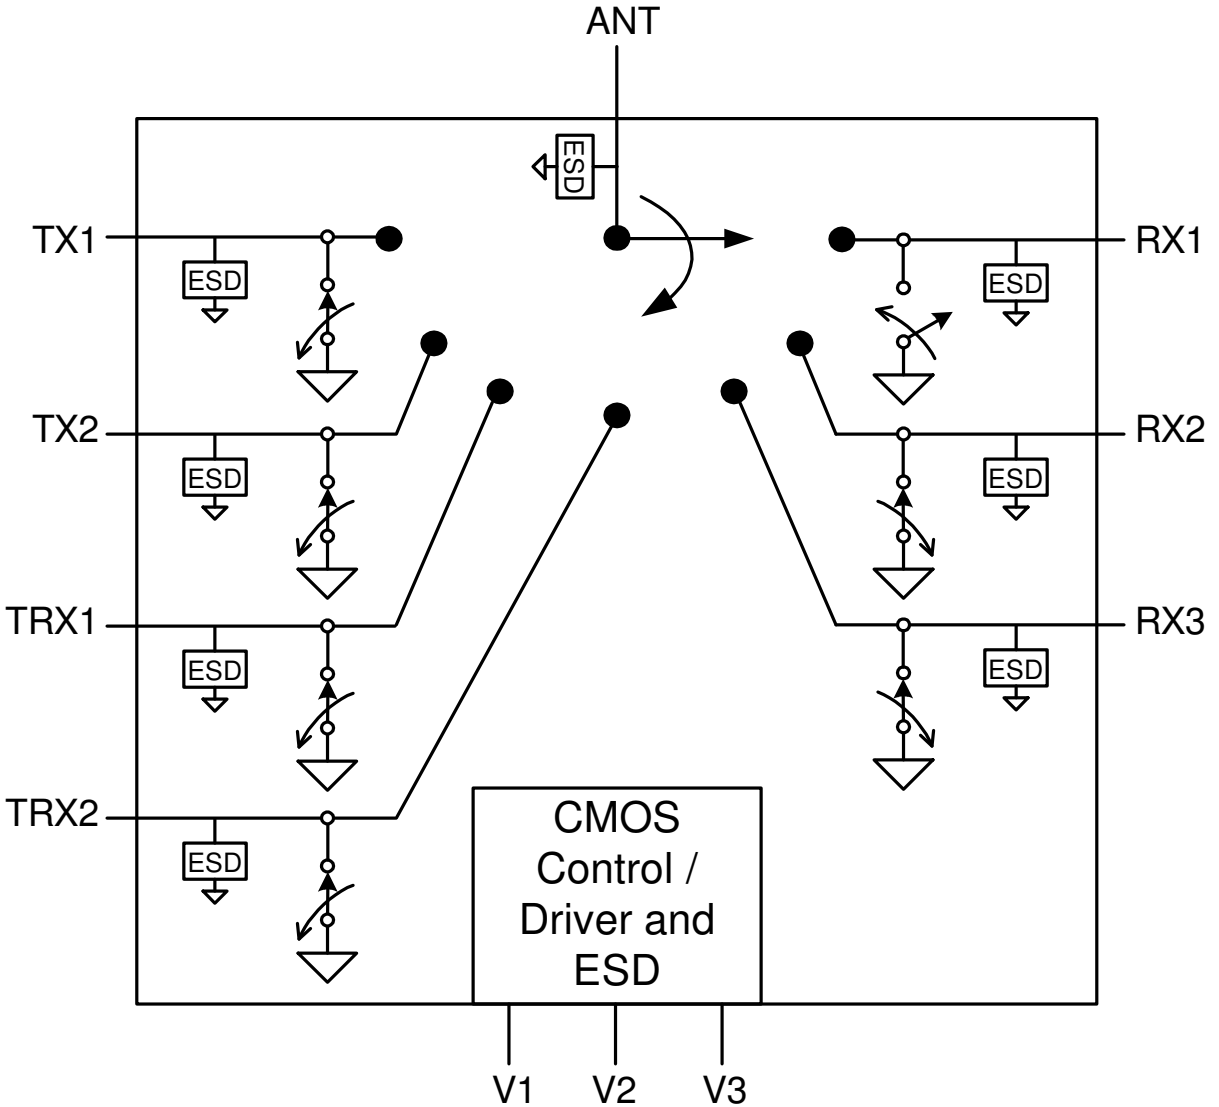 ANT
ESD
TX1
RX1
ESD
ESD
TX2
RX2
ESD
ESD
TRX1
RX3
ESD
ESD
TRX2
ESD
CMOS
Control /
Driver and
ESD
V1 V2 V3